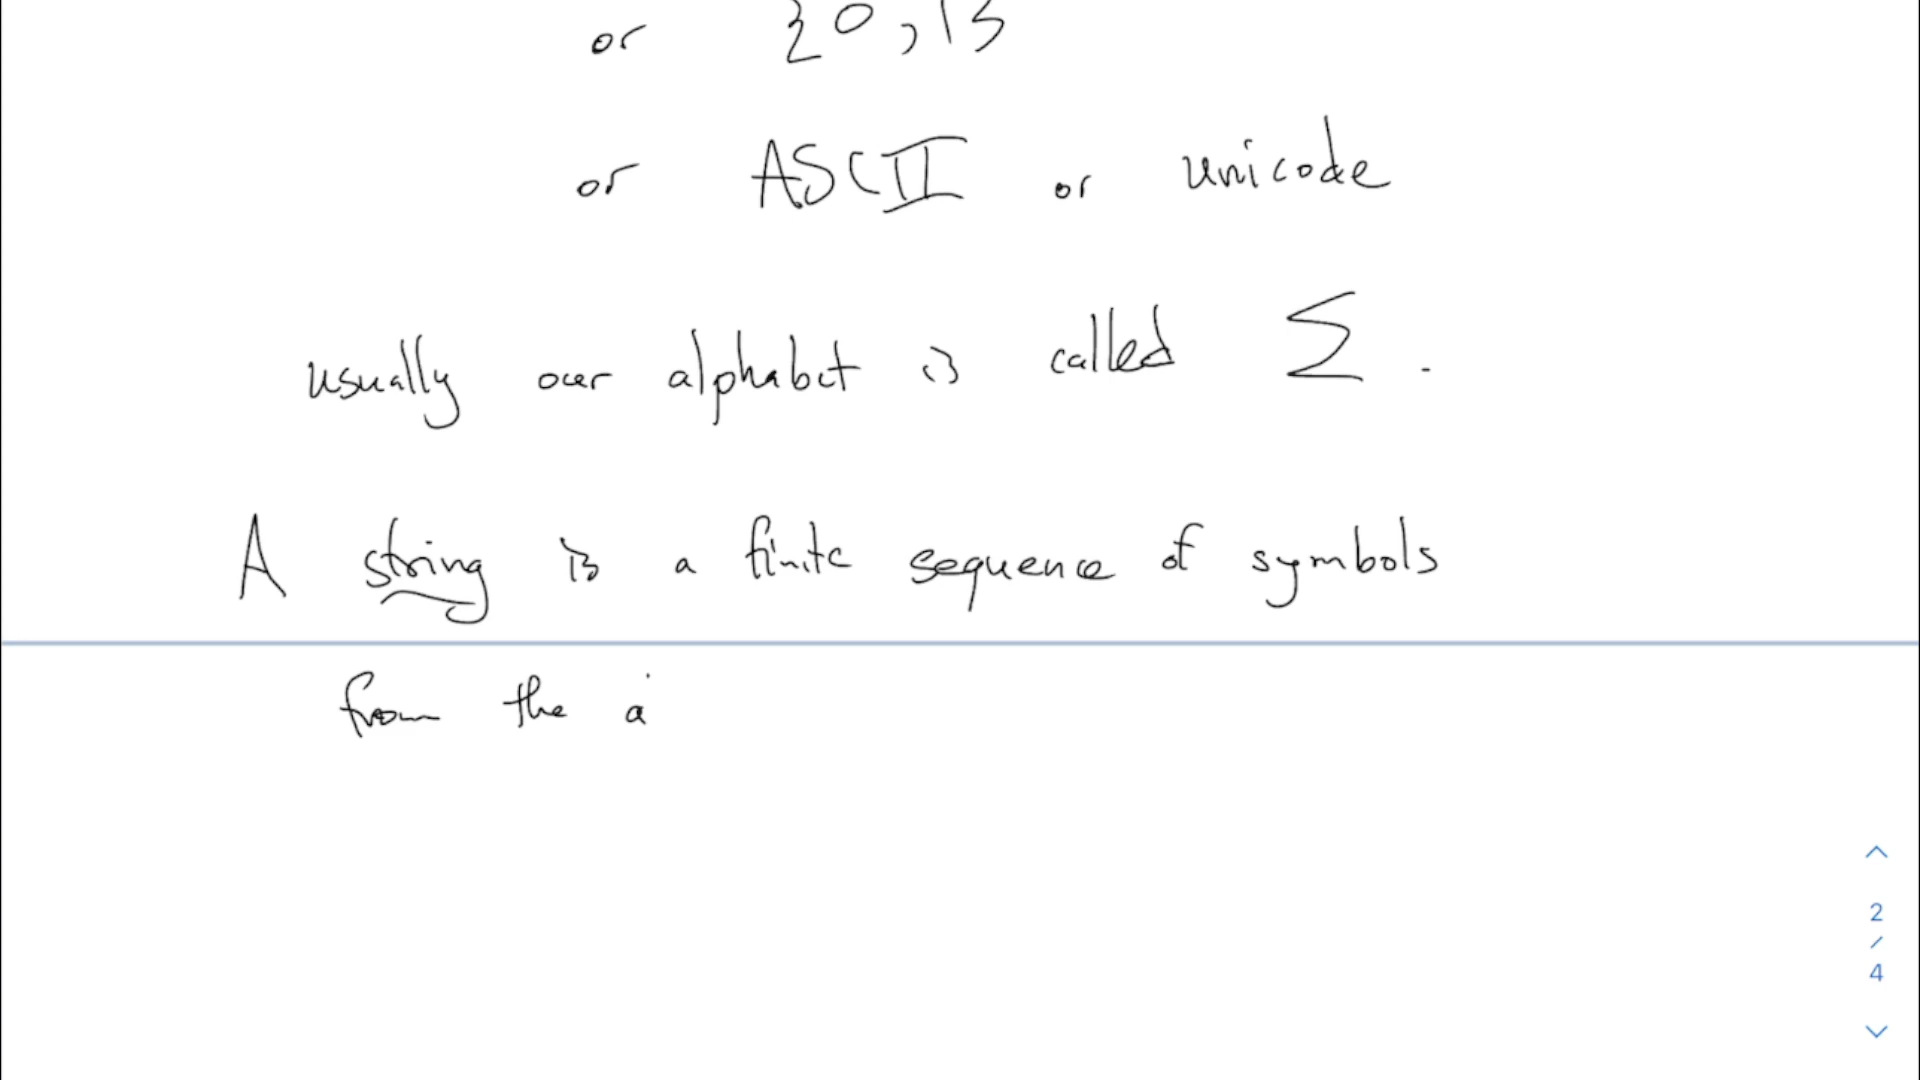 or {0,1}
or ASCII or unicode
usually our alphabet is called Σ.
A string is a finite sequence of symbols
from the a
2
/
4